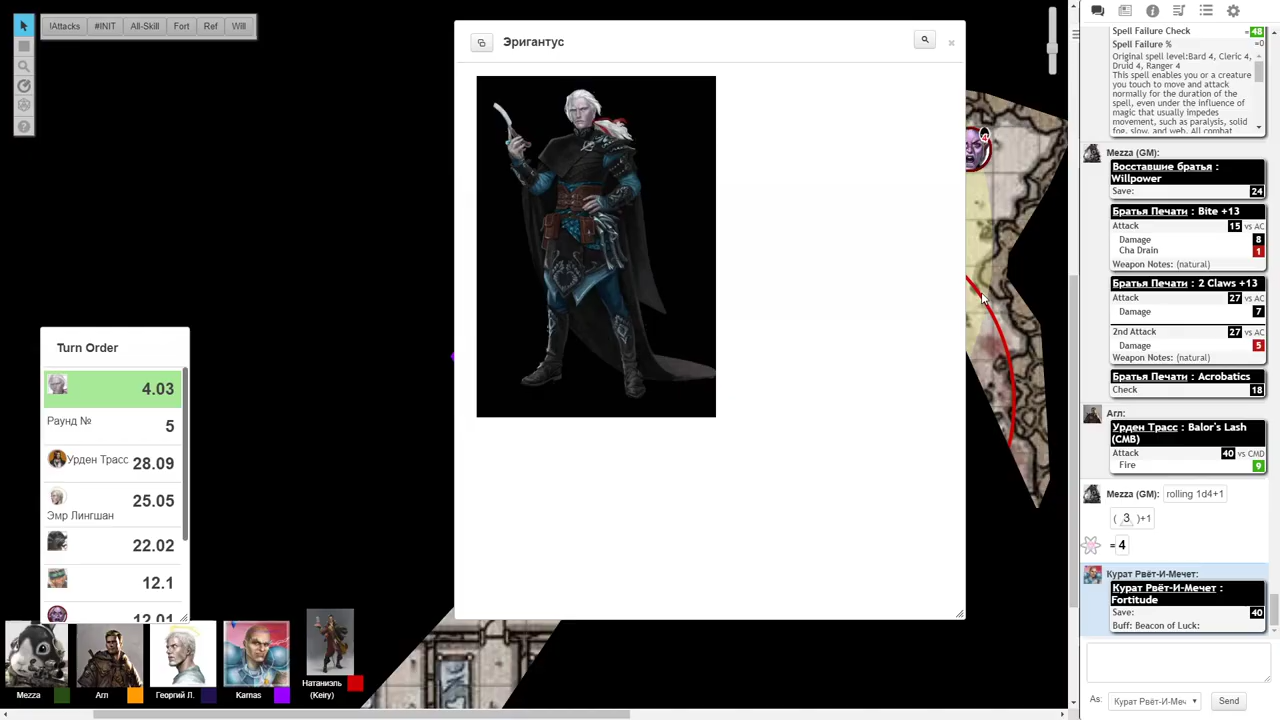 !Attacks
#INIT
All-Skill
Fort
Ref
Will
Эригантус
×
Turn Order
4.03
Раунд №
5
Урден Трасс
28.09
25.05
Эмр Лингшан
22.02
12.1
12.01
Mezza
Агл
Георгий Л.
Karnas
Натаниэль
(Keiry)
4
Spell Failure Check
=48
Spell Failure %
=0
Original spell level:Bard 4, Cleric 4,
Druid 4, Ranger 4
This spell enables you or a creature
you touch to move and attack
normally for the duration of the
spell, even under the influence of
magic that usually impedes
movement, such as paralysis, solid
fog, slow, and web. All combat
Mezza (GM):
Восставшие братья :
Willpower
Save:
24
Братья Печати : Bite +13
Attack
15 vs AC
Damage
8
Cha Drain
1
Weapon Notes: (natural)
Братья Печати : 2 Claws +13
Attack
27 vs AC
Damage
7
2nd Attack
27 vs AC
Damage
5
Weapon Notes: (natural)
Братья Печати : Acrobatics
Check
18
Агл:
Урден Трасс : Balor's Lash
(CMB)
Attack
40 vs CMD
Fire
9
Mezza (GM):
rolling 1d4+1
( 3 )+1
= 4
Курат Рвёт-И-Мечет:
Курат Рвёт-И-Мечет :
Fortitude
Save:
40
Buff: Beacon of Luck:
As:
Курат Рвёт-И-Меч
Send